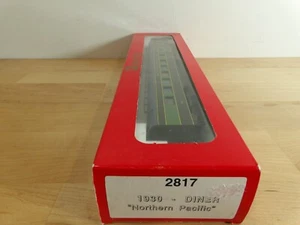 2817
1930 - DINER
"Northern Pacific"